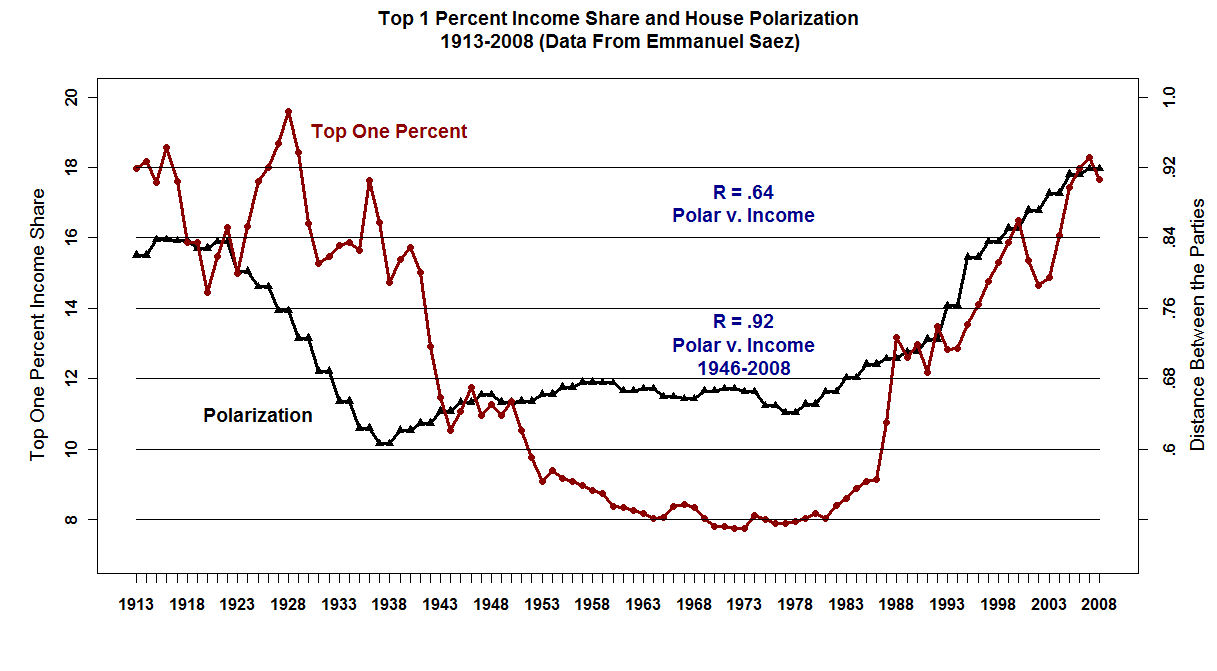 Top 1 Percent Income Share and House Polarization
1913-2008 (Data From Emmanuel Saez)
Top One Percent Income Share
20
18
16
14
12
10
8
Top One Percent
R = .64
Polar v. Income
R = .92
Polar v. Income
1946-2008
Polarization
1.0
.92
.84
.76
.68
.6
Distance Between the Parties
1913 1918 1923 1928 1933 1938 1943 1948 1953 1958 1963 1968 1973 1978 1983 1988 1993 1998 2003 2008